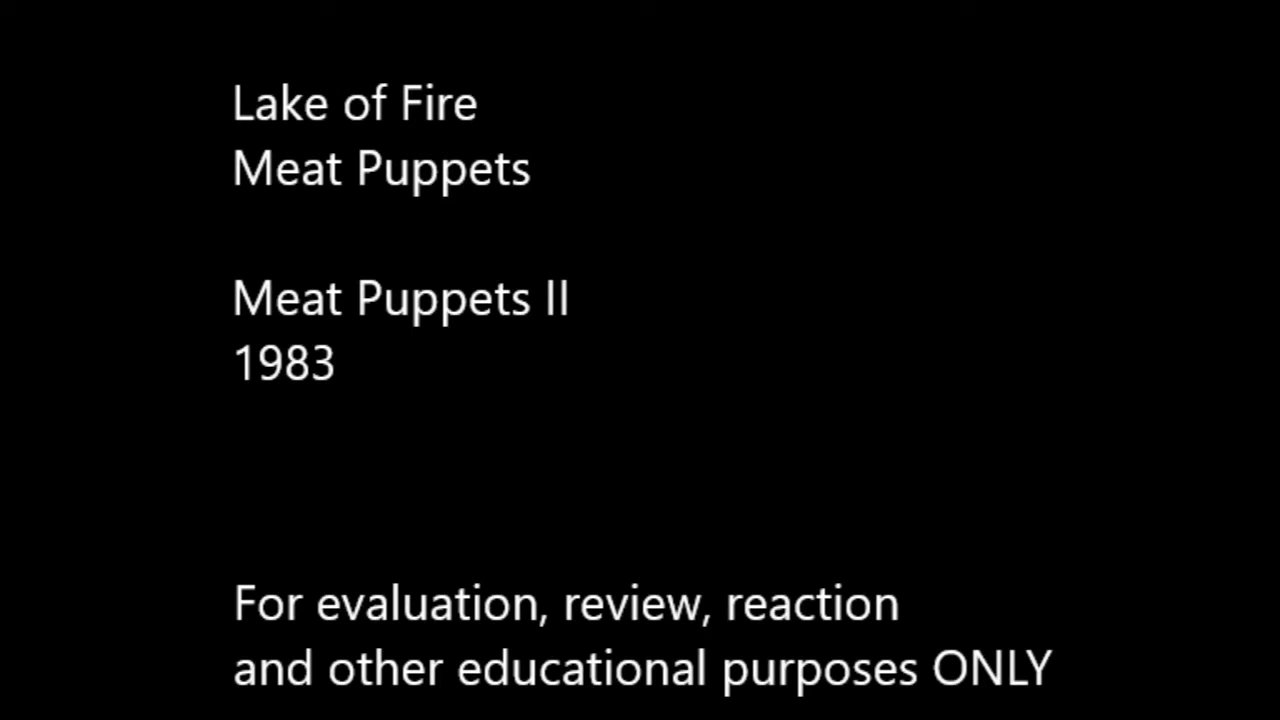 Lake of Fire
Meat Puppets
Meat Puppets II
1983
For evaluation, review, reaction
and other educational purposes ONLY